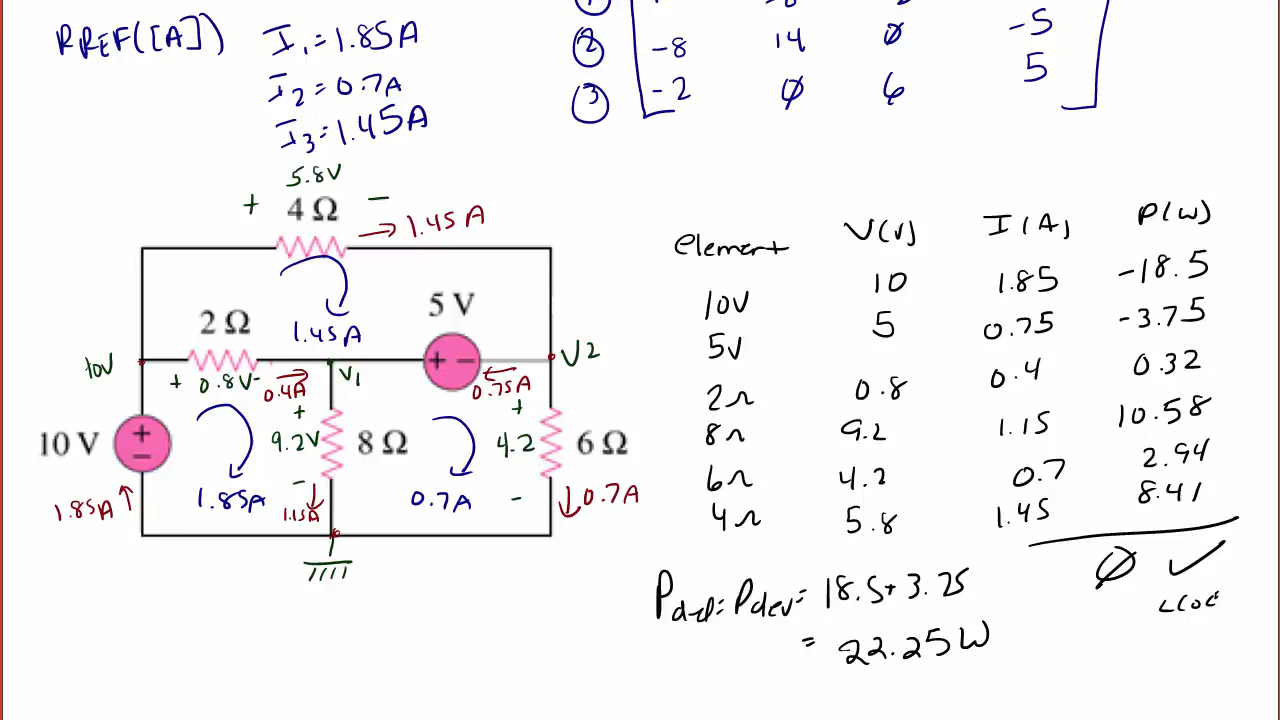 RREF([A]) I₁=1.85A
I₂=0.7A
I₃=1.45A
-5
② -8 14 0 5
③ -2 0 6
5.8V
+ 4 Ω − → 1.45A
5 V
2 Ω
1.45A
10V + 0.8V - 0.4A V₁ + − 0.75A V2
+ + +
10 V − 9.2V 8 Ω 4.2 6 Ω
- -
1.85A 1.85A 1.15A 0.7A 0.7A
element V(V) I(A) P(W)
10V 10 1.85 -18.5
5V 5 0.75 -3.75
2Ω 0.8 0.4 0.32
8Ω 9.2 1.15 10.58
6Ω 4.2 0.7 2.94
4Ω 5.8 1.45 8.41
0 ✓
LCOE
= Pdev = 18.5+3.75
= 22.25W